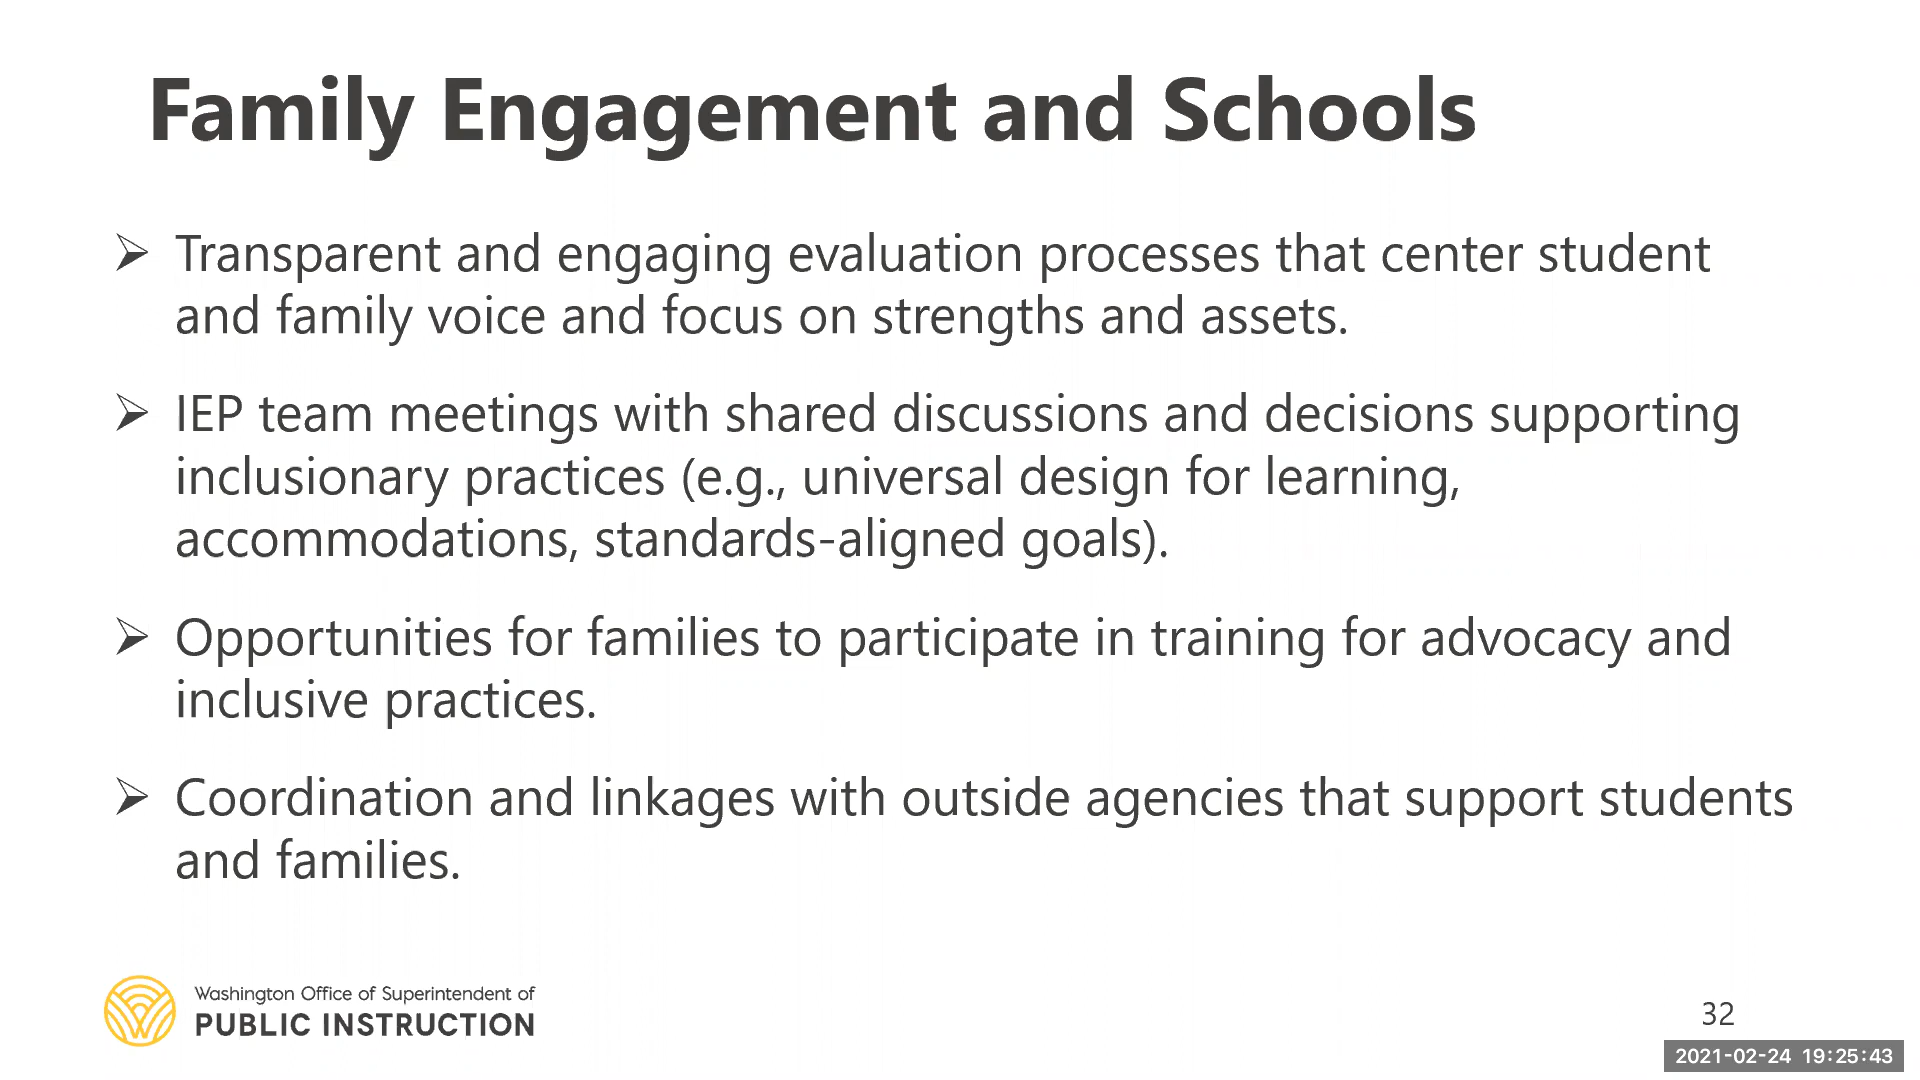 Family Engagement and Schools
➢ Transparent and engaging evaluation processes that center student
and family voice and focus on strengths and assets.
➢ IEP team meetings with shared discussions and decisions supporting
inclusionary practices (e.g., universal design for learning,
accommodations, standards-aligned goals).
➢ Opportunities for families to participate in training for advocacy and
inclusive practices.
➢ Coordination and linkages with outside agencies that support students
and families.
Washington Office of Superintendent of
PUBLIC INSTRUCTION
32
2021-02-24 19:25:43